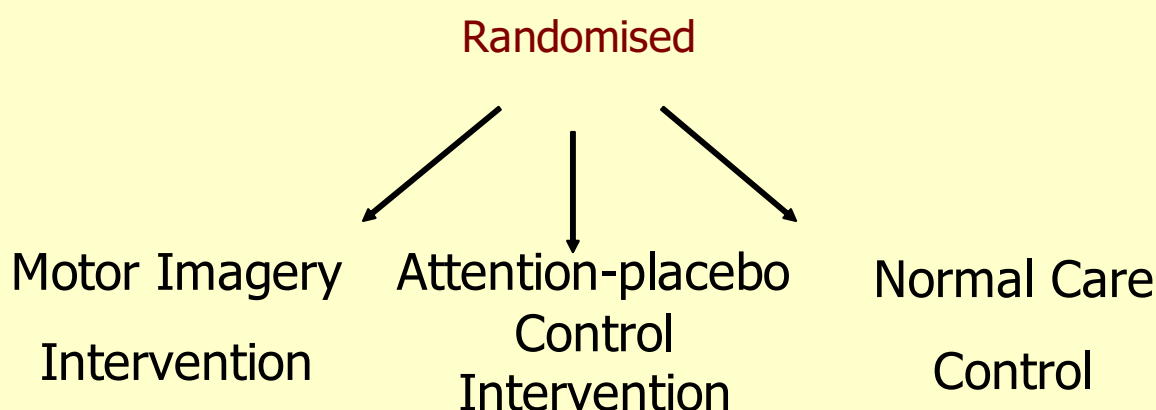 Randomised
Motor Imagery
Intervention
Attention-placebo
Control
Intervention
Normal Care
Control